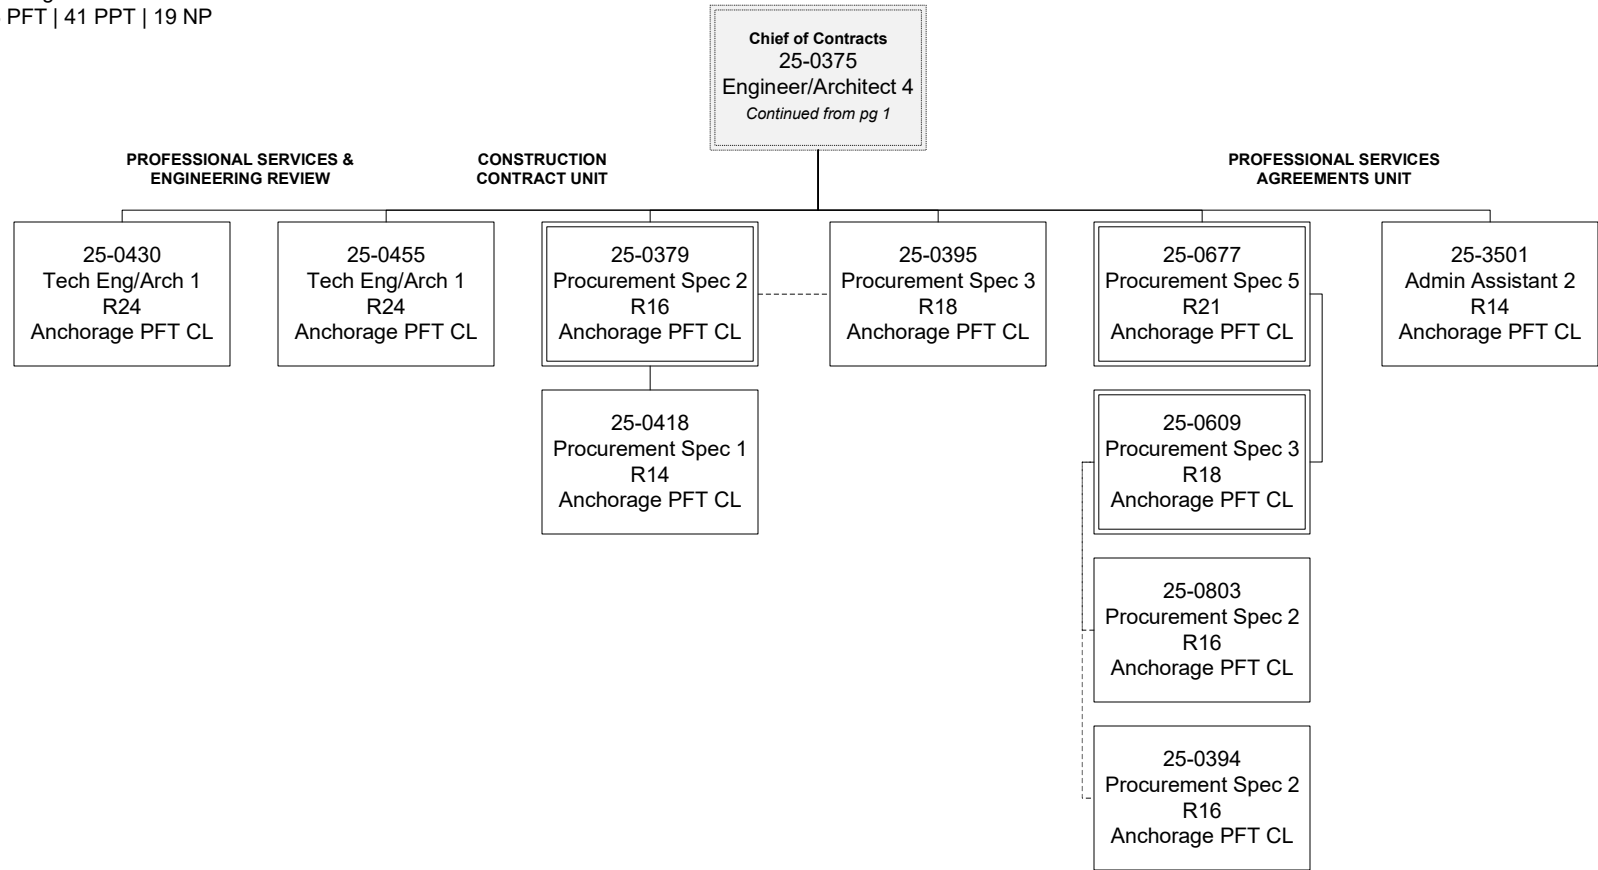 PFT | 41 PPT | 19 NP
Chief of Contracts
25-0375
Engineer/Architect 4
Continued from pg 1
PROFESSIONAL SERVICES &
ENGINEERING REVIEW
CONSTRUCTION
CONTRACT UNIT
PROFESSIONAL SERVICES
AGREEMENTS UNIT
25-0430
Tech Eng/Arch 1
R24
Anchorage PFT CL
25-0455
Tech Eng/Arch 1
R24
Anchorage PFT CL
25-0379
Procurement Spec 2
R16
Anchorage PFT CL
25-0395
Procurement Spec 3
R18
Anchorage PFT CL
25-0677
Procurement Spec 5
R21
Anchorage PFT CL
25-3501
Admin Assistant 2
R14
Anchorage PFT CL
25-0418
Procurement Spec 1
R14
Anchorage PFT CL
25-0609
Procurement Spec 3
R18
Anchorage PFT CL
25-0803
Procurement Spec 2
R16
Anchorage PFT CL
25-0394
Procurement Spec 2
R16
Anchorage PFT CL